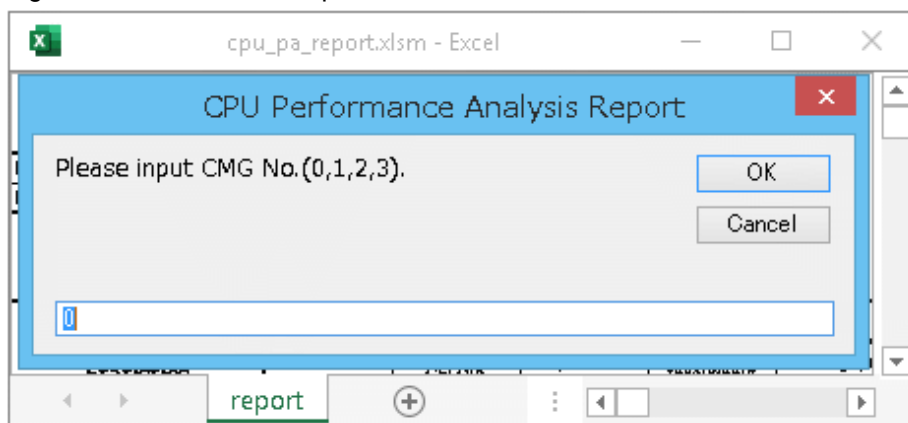 cpu_pa_report.xlsm - Excel
CPU Performance Analysis Report
Please input CMG No.(0,1,2,3).
OK
Cancel
0
report